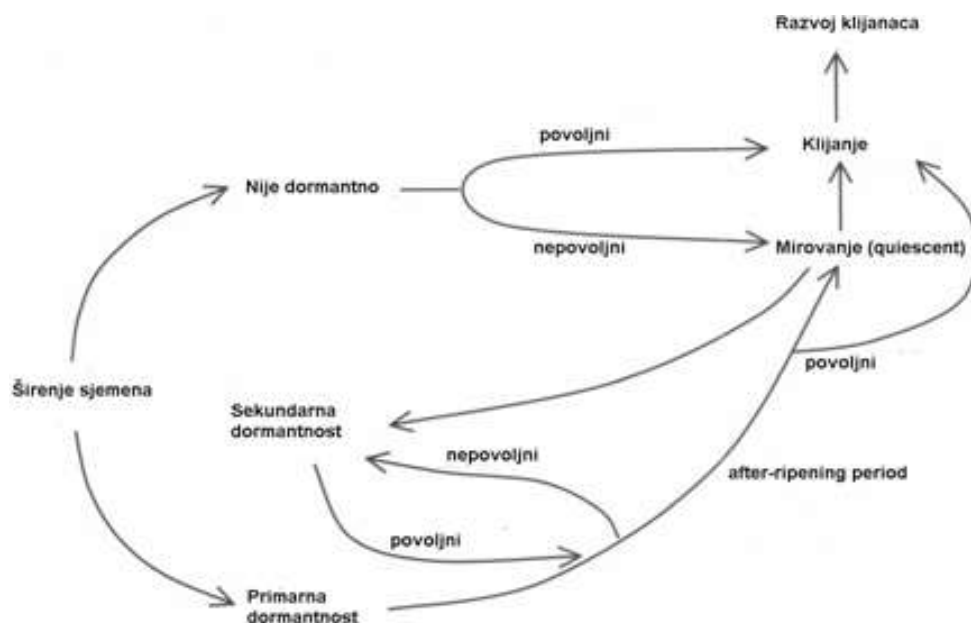 Razvoj klijanaca
povoljni
Klijanje
Nije dormantno
nepovoljni
Mirovanje (quiescent)
povoljni
Širenje sjemena
Sekundarna
dormantnost
nepovoljni
after-ripening period
povoljni
Primarna
dormantnost